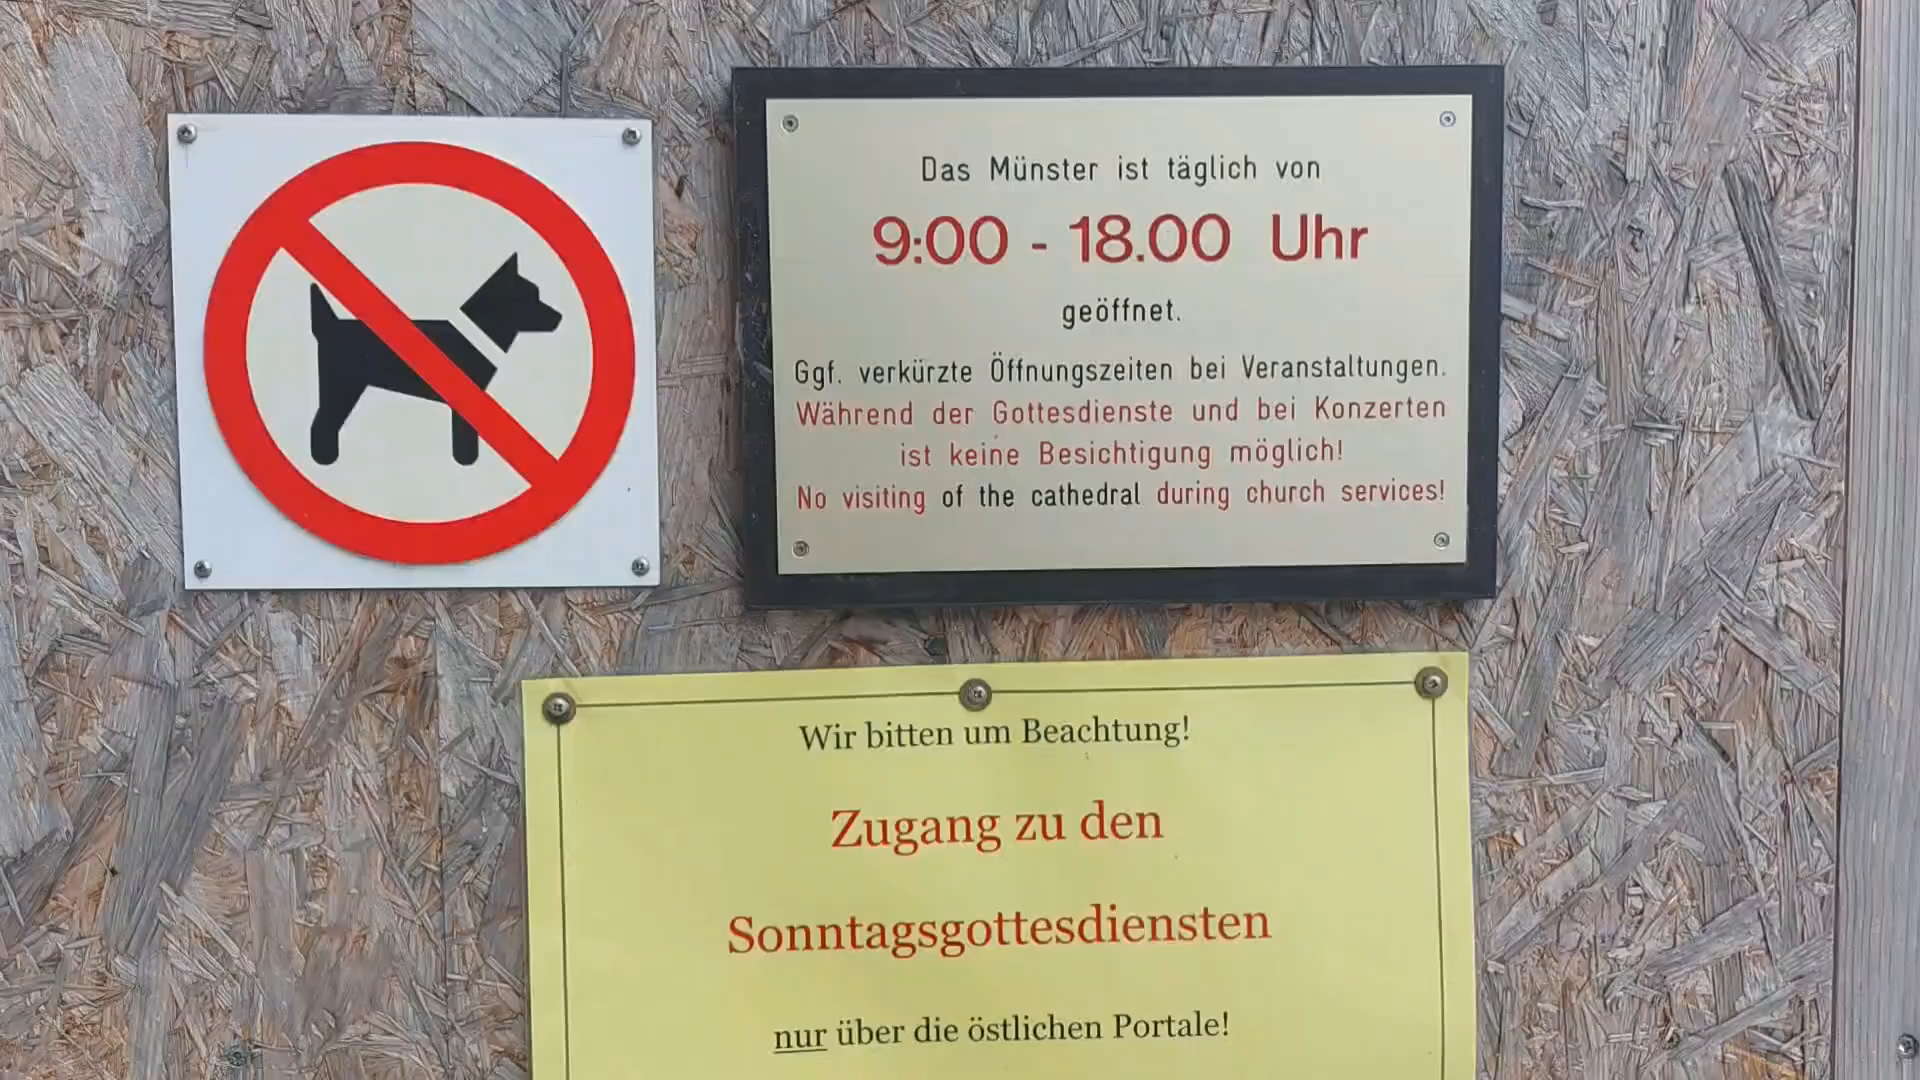 Das Münster ist täglich von
9:00 - 18.00 Uhr
geöffnet.
Ggf. verkürzte Öffnungszeiten bei Veranstaltungen.
Während der Gottesdienste und bei Konzerten
ist keine Besichtigung möglich!
No visiting of the cathedral during church services!
Wir bitten um Beachtung!
Zugang zu den
Sonntagsgottesdiensten
nur über die östlichen Portale!